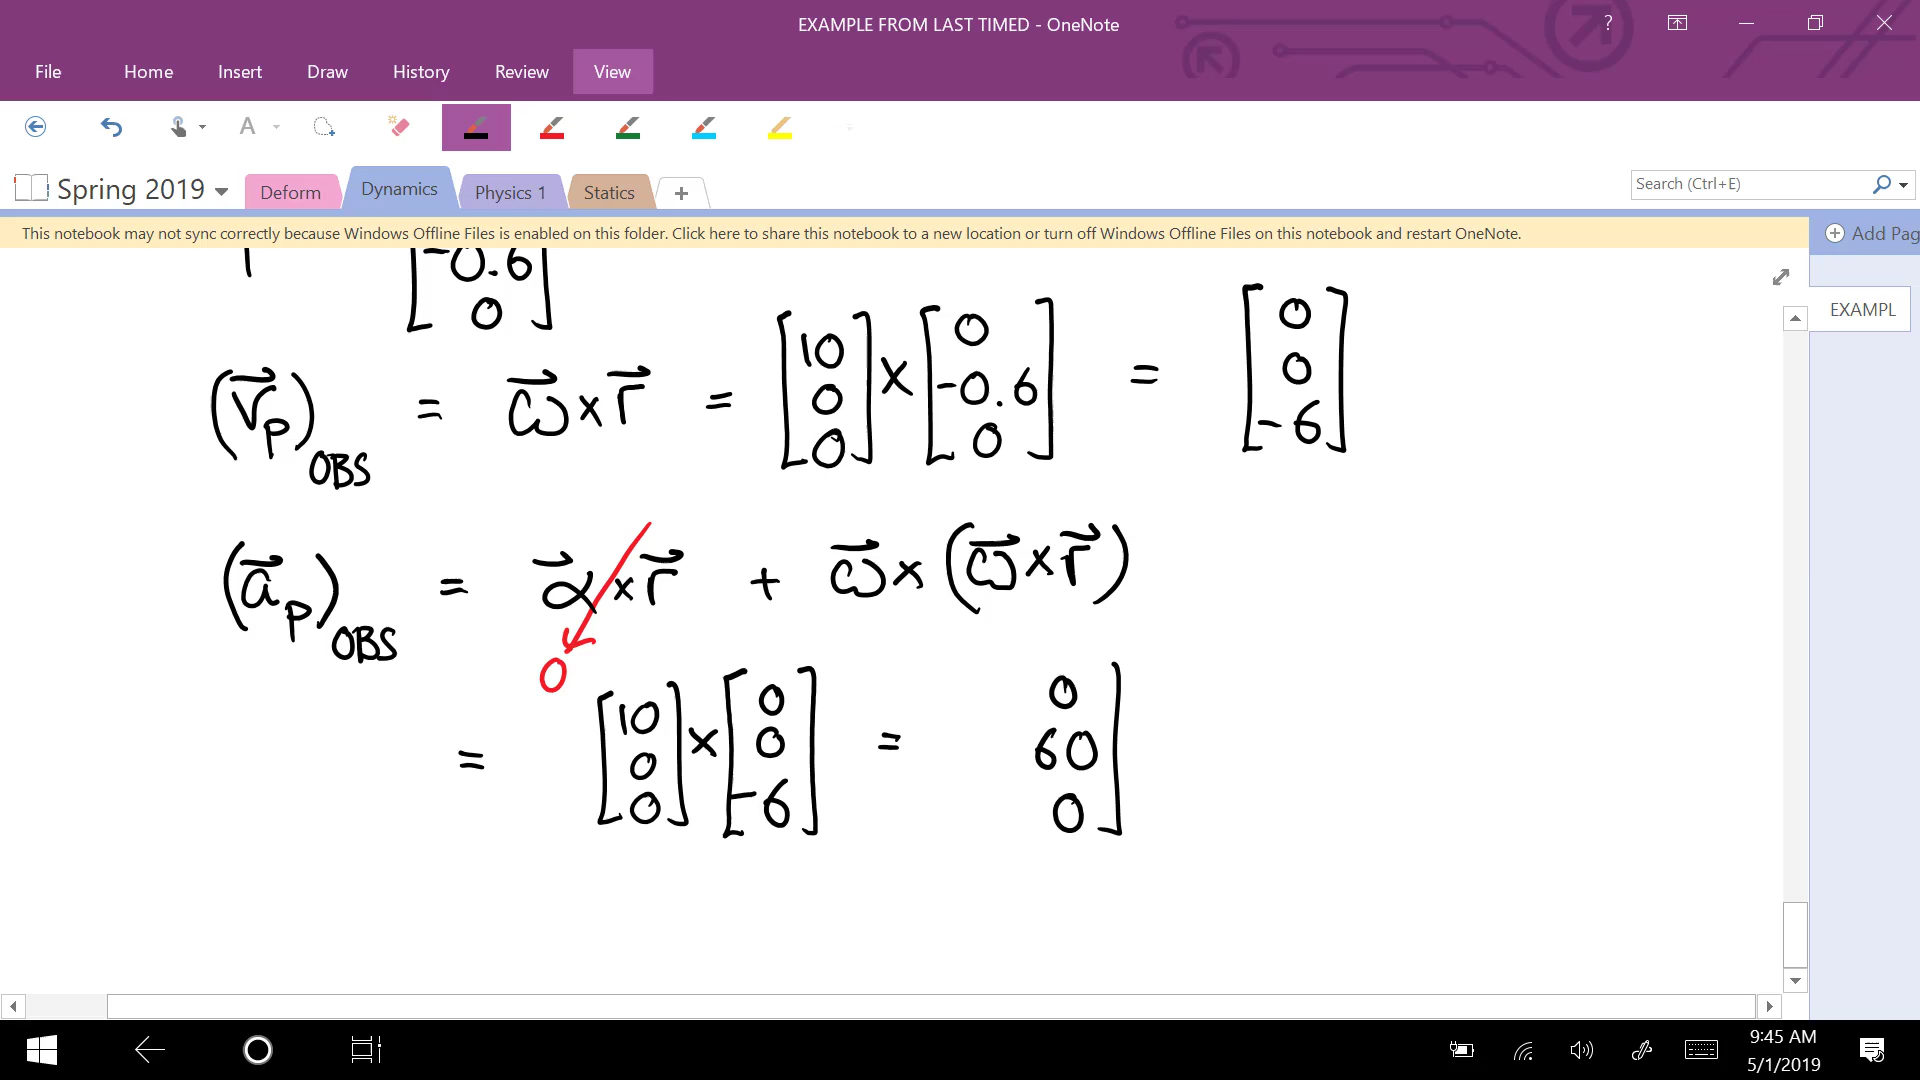 EXAMPLE FROM LAST TIMED - OneNote
?
File Home Insert Draw History Review View
A
Spring 2019 Deform Dynamics Physics 1 Statics +
Search (Ctrl+E)
This notebook may not sync correctly because Windows Offline Files is enabled on this folder. Click here to share this notebook to a new location or turn off Windows Offline Files on this notebook and restart OneNote.
Add Pag
EXAMPL
[-0.6
0]
(v⃗_P)_OBS = ω⃗ × r⃗ = [10 0 0] × [0 -0.6 0] = [0 0 -6]
(a⃗_P)_OBS = α⃗ × r⃗ + ω⃗ × (ω⃗ × r⃗)
0
= [10 0 0] × [0 0 -6] = 0 60 0]
9:45 AM
5/1/2019